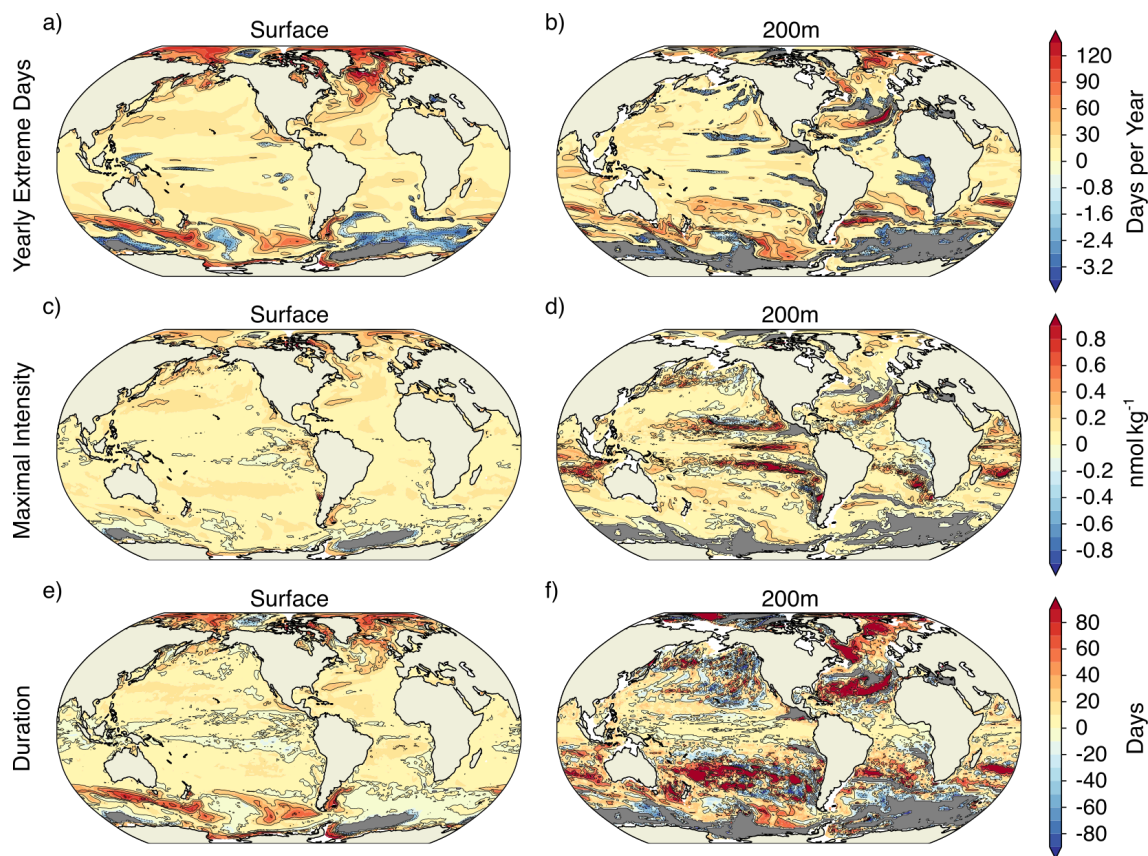 a)
Surface
b)
200m
Yearly Extreme Days
120
90
60
30
0
-0.8
-1.6
-2.4
-3.2
Days per Year
c)
Surface
d)
200m
Maximal Intensity
0.8
0.6
0.4
0.2
0
-0.2
-0.4
-0.6
-0.8
nmol kg⁻¹
e)
Surface
f)
200m
Duration
80
60
40
20
0
-20
-40
-60
-80
Days